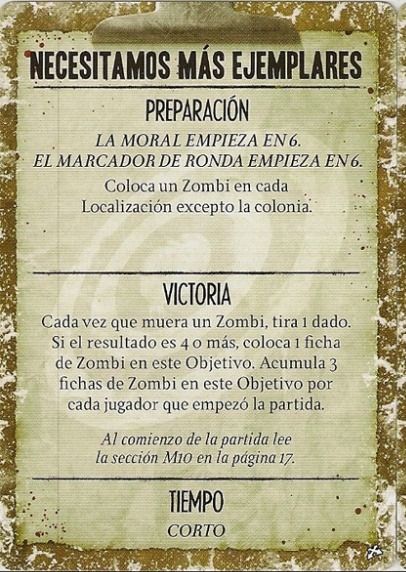 NECESITAMOS MÁS EJEMPLARES
PREPARACIÓN
LA MORAL EMPIEZA EN 6.
EL MARCADOR DE RONDA EMPIEZA EN 6.
Coloca un Zombi en cada
Localización excepto la colonia.
VICTORIA
Cada vez que muera un Zombi, tira 1 dado.
Si el resultado es 4 o más, coloca 1 ficha
de Zombi en este Objetivo. Acumula 3
fichas de Zombi en este Objetivo por
cada jugador que empezó la partida.
Al comienzo de la partida lee
la sección M10 en la página 17.
TIEMPO
CORTO